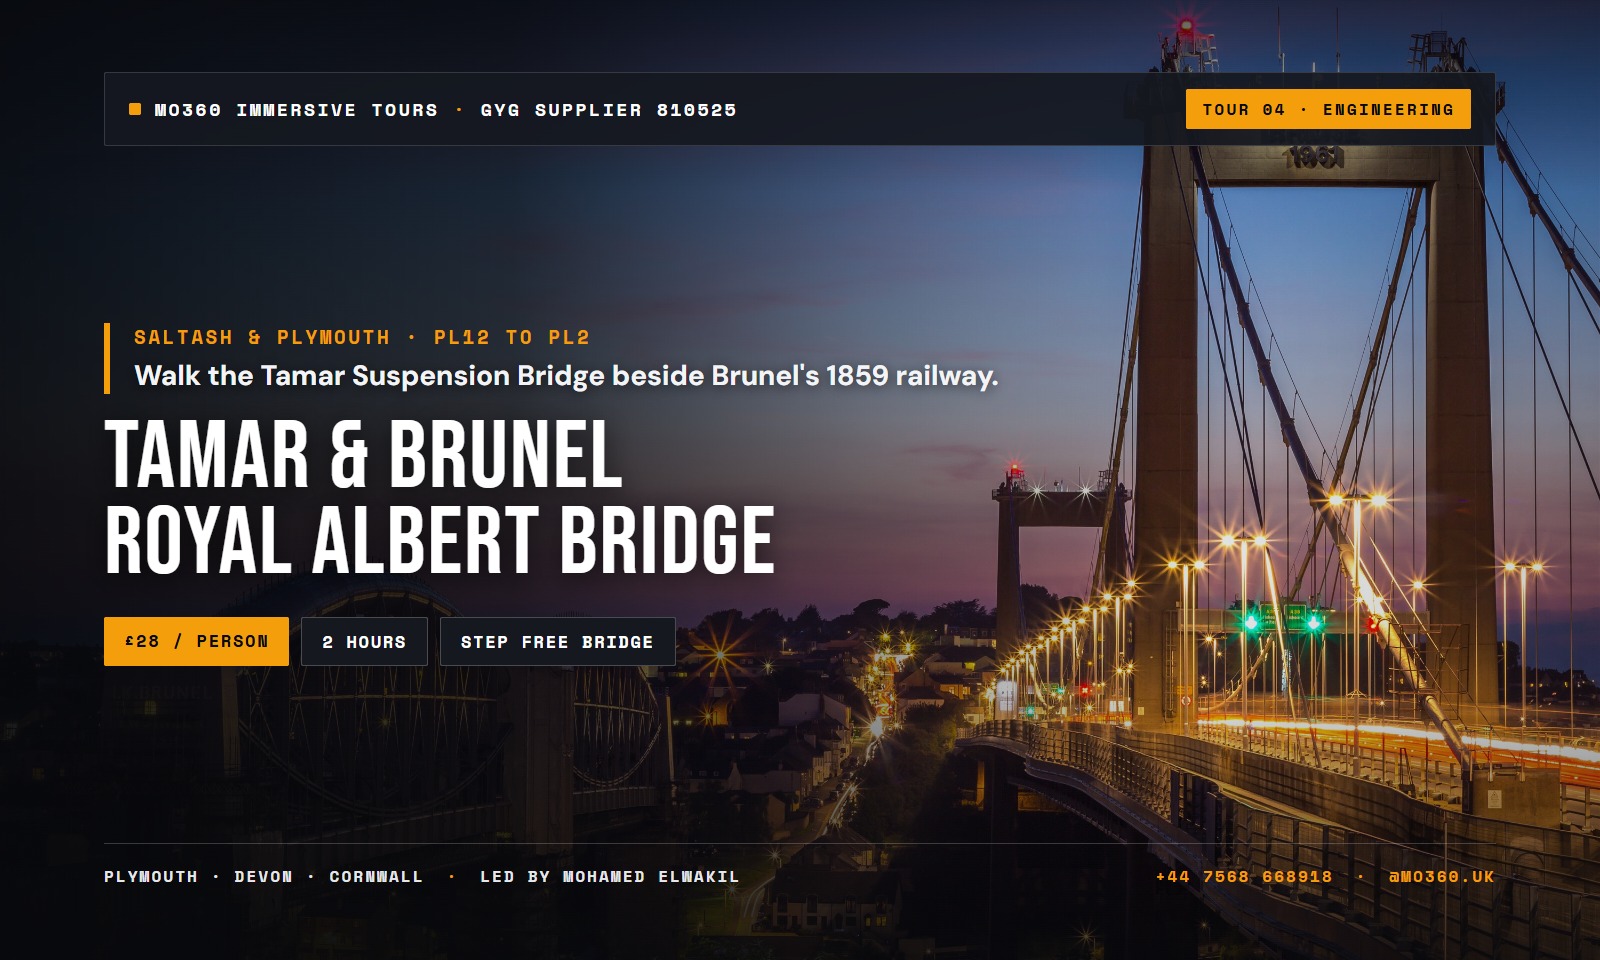 MO360 IMMERSIVE TOURS · GYG SUPPLIER 810525
TOUR 04 · ENGINEERING
1961
SALTASH & PLYMOUTH · PL12 TO PL2
Walk the Tamar Suspension Bridge beside Brunel's 1859 railway.
TAMAR & BRUNEL
ROYAL ALBERT BRIDGE
£28 / PERSON
2 HOURS
STEP FREE BRIDGE
PLYMOUTH · DEVON · CORNWALL · LED BY MOHAMED ELWAKIL
+44 7568 668918 · @MO360.UK